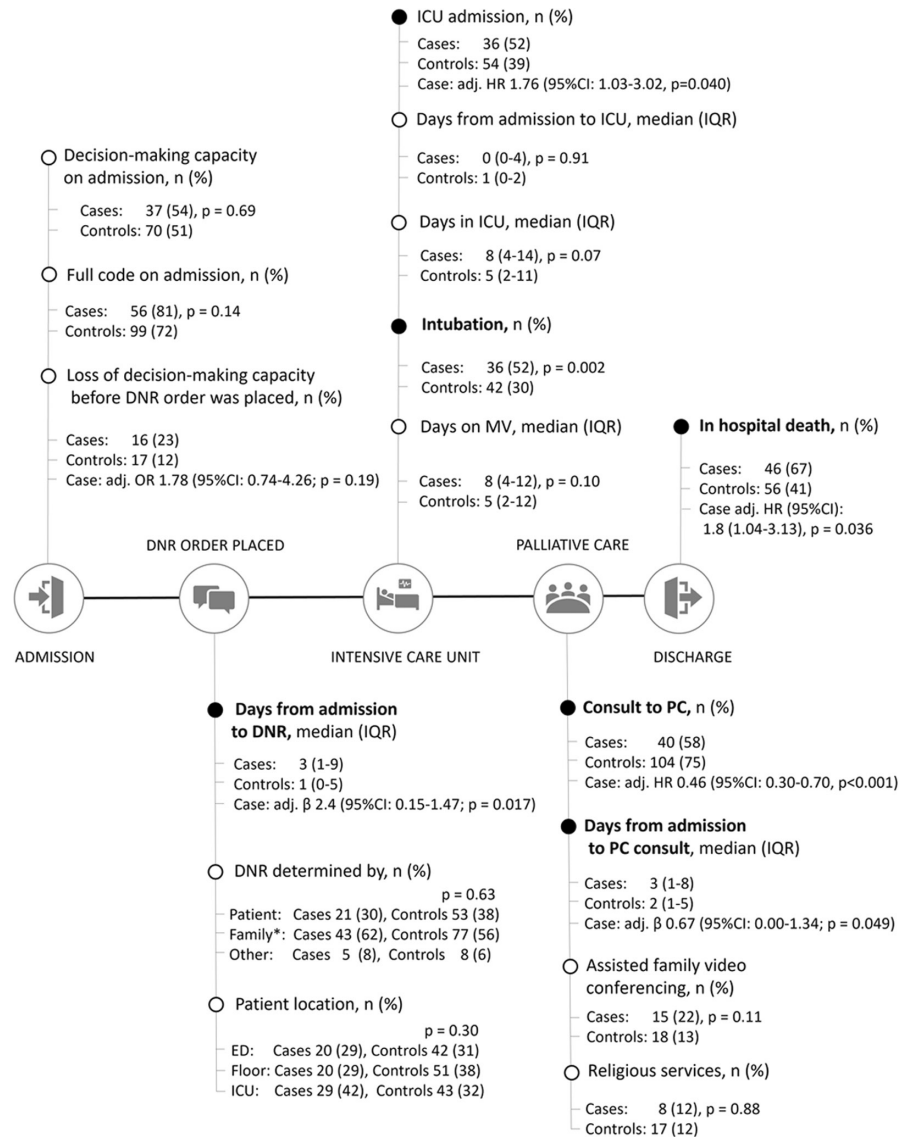 ICU admission, n (%)
Cases: 36 (52)
Controls: 54 (39)
Case: adj. HR 1.76 (95%CI: 1.03-3.02, p=0.040)
Days from admission to ICU, median (IQR)
Cases: 0 (0-4), p = 0.91
Controls: 1 (0-2)
Days in ICU, median (IQR)
Cases: 8 (4-14), p = 0.07
Controls: 5 (2-11)
Intubation, n (%)
Cases: 36 (52), p = 0.002
Controls: 42 (30)
Days on MV, median (IQR)
Cases: 8 (4-12), p = 0.10
Controls: 5 (2-12)
Decision-making capacity
on admission, n (%)
Cases: 37 (54), p = 0.69
Controls: 70 (51)
Full code on admission, n (%)
Cases: 56 (81), p = 0.14
Controls: 99 (72)
Loss of decision-making capacity
before DNR order was placed, n (%)
Cases: 16 (23)
Controls: 17 (12)
Case: adj. OR 1.78 (95%CI: 0.74-4.26; p = 0.19)
In hospital death, n (%)
Cases: 46 (67)
Controls: 56 (41)
Case adj. HR (95%CI):
1.8 (1.04-3.13), p = 0.036
DNR ORDER PLACED
PALLIATIVE CARE
ADMISSION
INTENSIVE CARE UNIT
DISCHARGE
Days from admission
to DNR, median (IQR)
Cases: 3 (1-9)
Controls: 1 (0-5)
Case: adj. β 2.4 (95%CI: 0.15-1.47; p = 0.017)
DNR determined by, n (%)
p = 0.63
Patient: Cases 21 (30), Controls 53 (38)
Family*: Cases 43 (62), Controls 77 (56)
Other: Cases 5 (8), Controls 8 (6)
Patient location, n (%)
p = 0.30
ED: Cases 20 (29), Controls 42 (31)
Floor: Cases 20 (29), Controls 51 (38)
ICU: Cases 29 (42), Controls 43 (32)
Consult to PC, n (%)
Cases: 40 (58)
Controls: 104 (75)
Case: adj. HR 0.46 (95%CI: 0.30-0.70, p<0.001)
Days from admission
to PC consult, median (IQR)
Cases: 3 (1-8)
Controls: 2 (1-5)
Case: adj. β 0.67 (95%CI: 0.00-1.34; p = 0.049)
Assisted family video
conferencing, n (%)
Cases: 15 (22), p = 0.11
Controls: 18 (13)
Religious services, n (%)
Cases: 8 (12), p = 0.88
Controls: 17 (12)